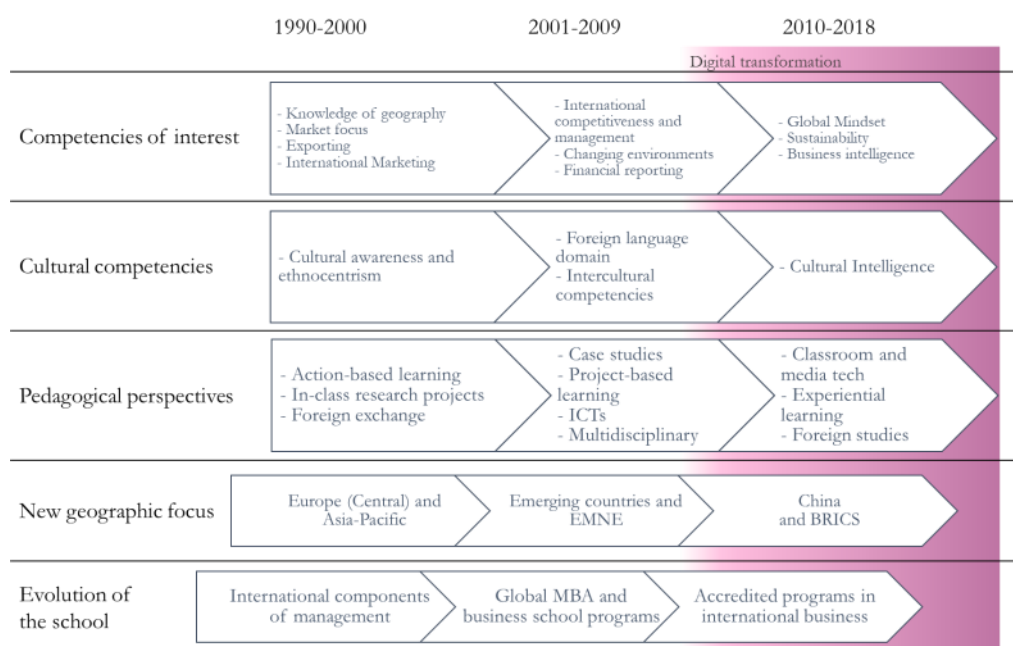 1990-2000
2001-2009
2010-2018
Digital transformation
Competencies of interest
- Knowledge of geography
- Market focus
- Exporting
- International Marketing
- International
competitiveness and
management
- Changing environments
- Financial reporting
- Global Mindset
- Sustainability
- Business intelligence
Cultural competencies
- Cultural awareness and
ethnocentrism
- Foreign language
domain
- Intercultural
competencies
- Cultural Intelligence
Pedagogical perspectives
- Action-based learning
- In-class research projects
- Foreign exchange
- Case studies
- Project-based
learning
- ICTs
- Multidisciplinary
- Classroom and
media tech
- Experiential
learning
- Foreign studies
New geographic focus
Europe (Central) and
Asia-Pacific
Emerging countries and
EMNE
China
and BRICS
Evolution of
the school
International components
of management
Global MBA and
business school programs
Accredited programs in
international business